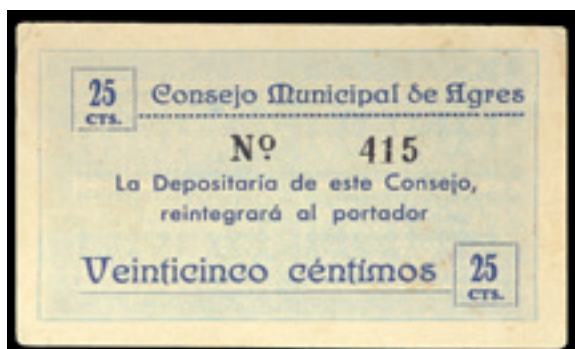 25 CTS. Consejo Municipal de Agres
Nº 415
La Depositaría de este Consejo,
reintegrará al portador
Veinticinco céntimos 25 CTS.